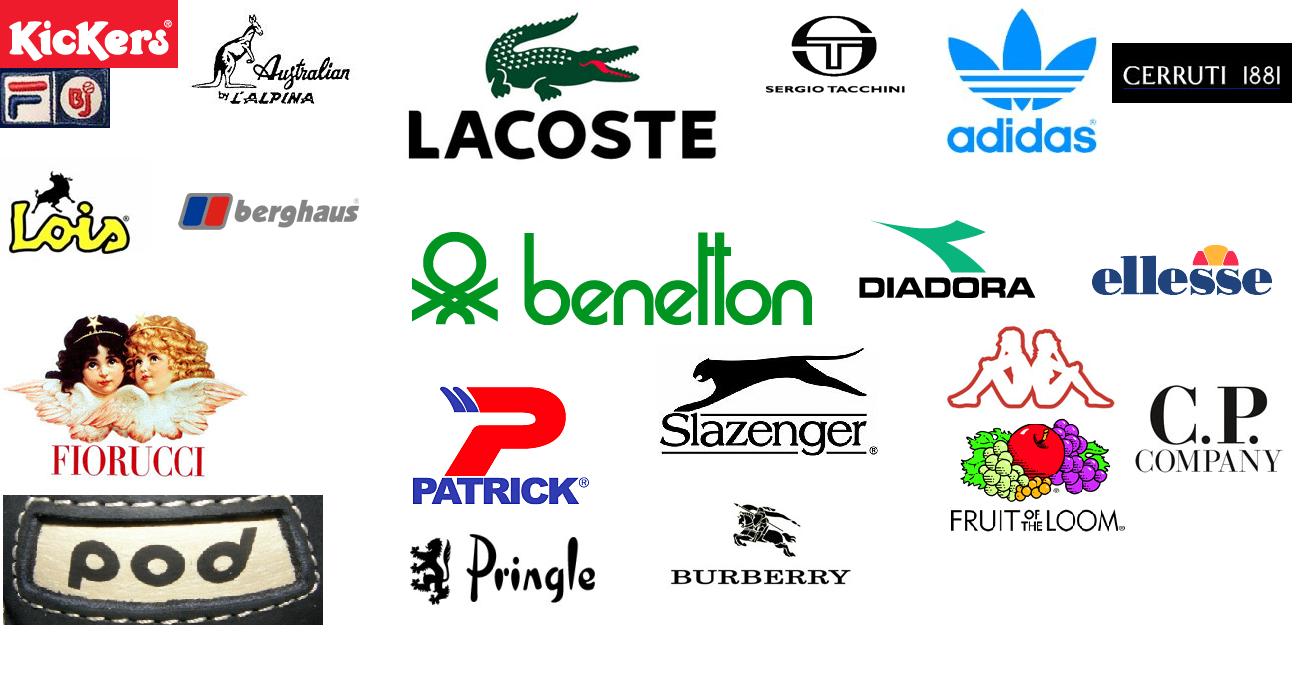 KicKers®
F BJ
Australian
BY L'ALPINA
LACOSTE
SERGIO TACCHINI
adidas®
CERRUTI 1881
Lois®
berghaus®
benetton
DIADORA
ellesse
FIORUCCI
PATRICK®
Slazenger®
FRUIT OF THE LOOM®
C.P.
COMPANY
pod
Pringle
BURBERRY